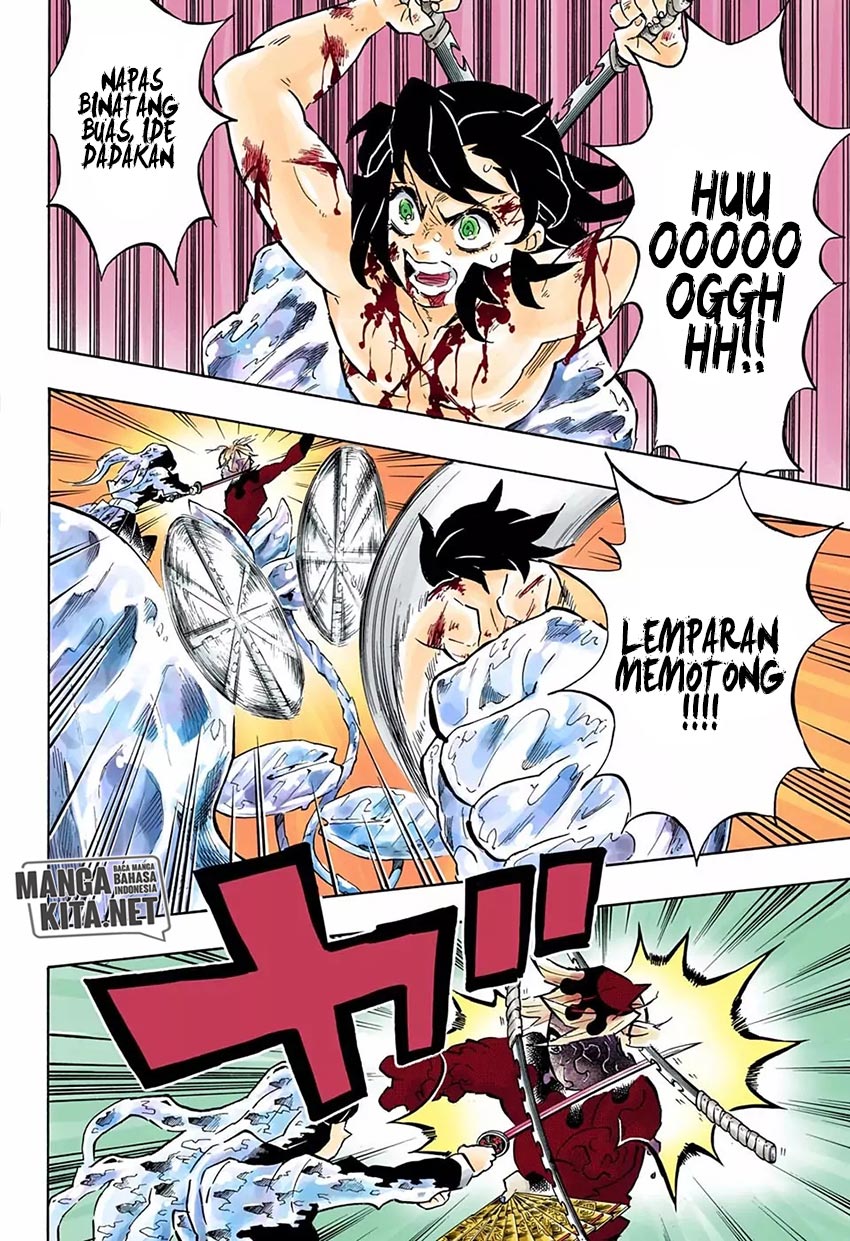 NAPAS
BINATANG
BUAS, IDE
DADAKAN
HUU
OOOOO
OGGH
HH!!
LEMPARAN
MEMOTONG
!!!!
MANGA
KITA.NET
BACA MANGA
BAHASA
INDONESIA
ガッ